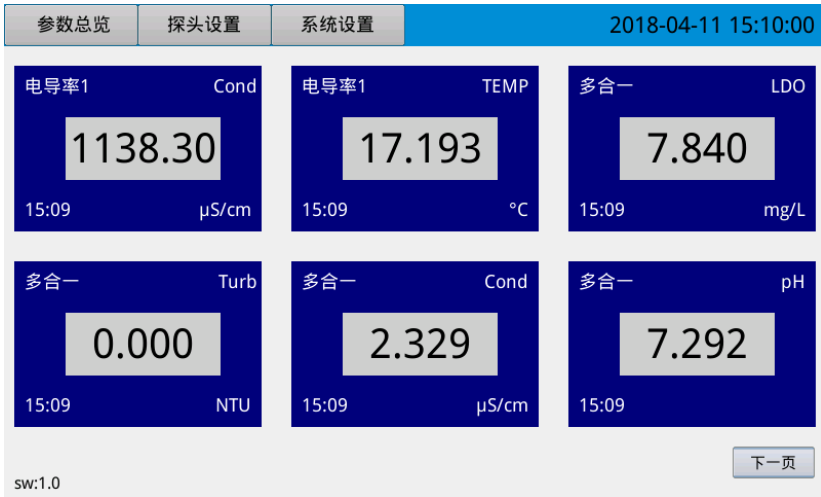 参数总览 探头设置 系统设置 2018-04-11 15:10:00
电导率1 Cond
1138.30
15:09 μS/cm
电导率1 TEMP
17.193
15:09 °C
多合一 LDO
7.840
15:09 mg/L
多合一 Turb
0.000
15:09 NTU
多合一 Cond
2.329
15:09 μS/cm
多合一 pH
7.292
15:09
下一页
sw:1.0